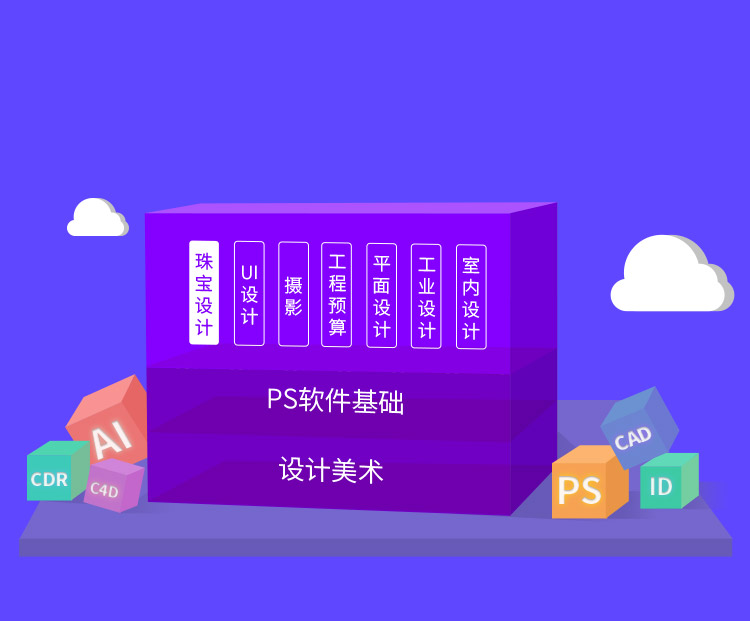 珠宝设计
UI设计
摄影
工程预算
平面设计
工业设计
室内设计
PS软件基础
设计美术
AI
CDR
C4D
CAD
PS
ID